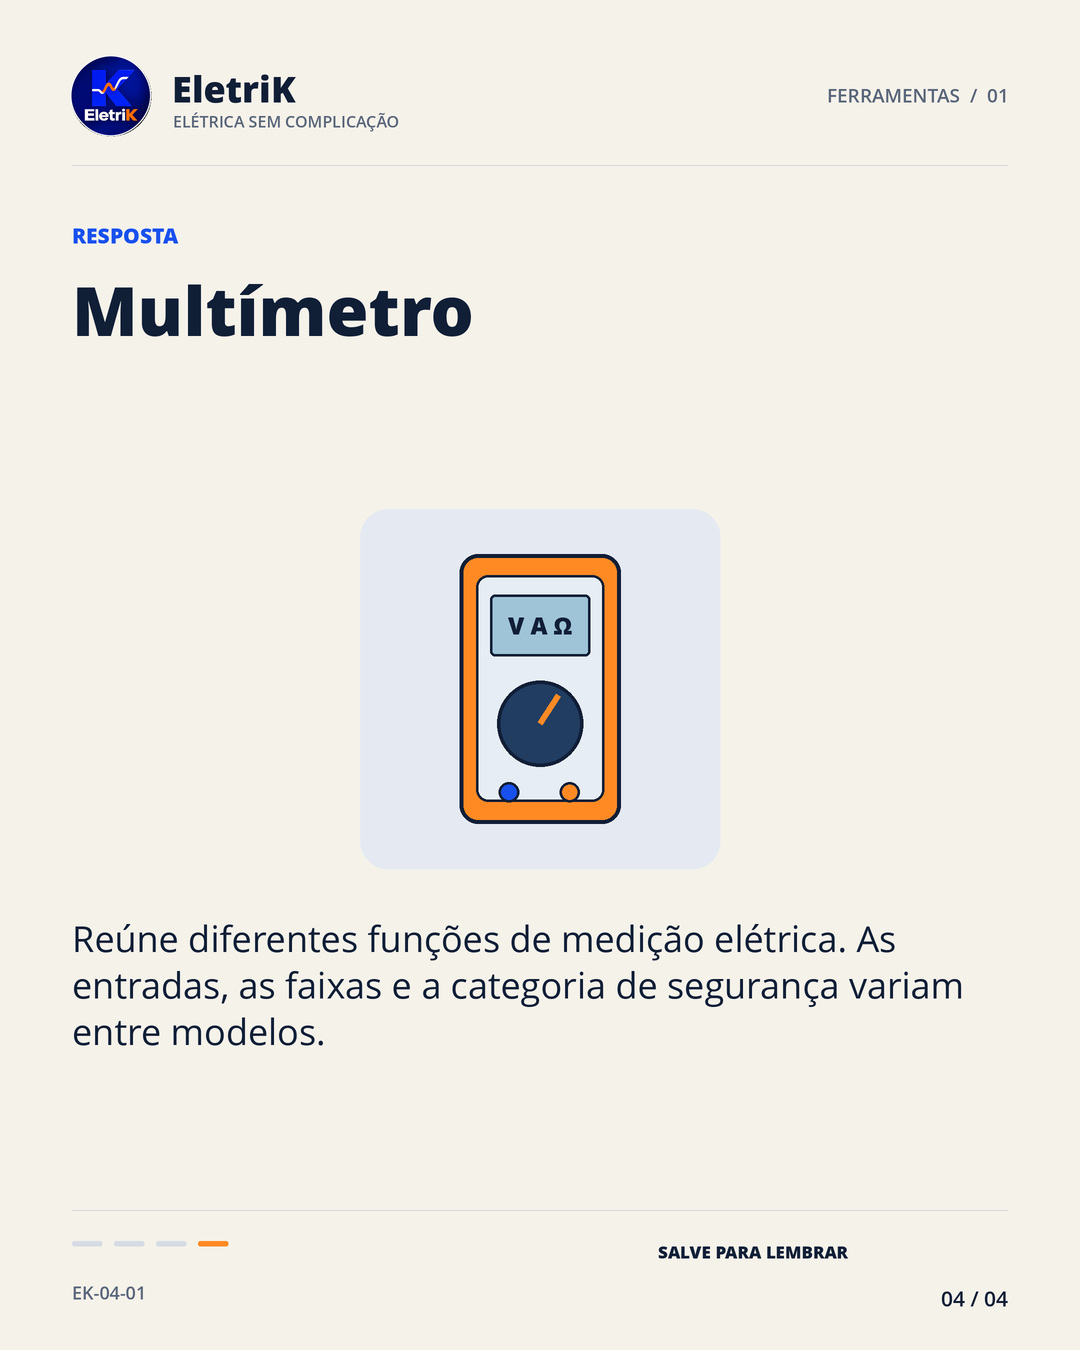 EletriK
EletriK
ELÉTRICA SEM COMPLICAÇÃO
FERRAMENTAS / 01
RESPOSTA
Multímetro
V A Ω
Reúne diferentes funções de medição elétrica. As
entradas, as faixas e a categoria de segurança variam
entre modelos.
SALVE PARA LEMBRAR
EK-04-01
04 / 04